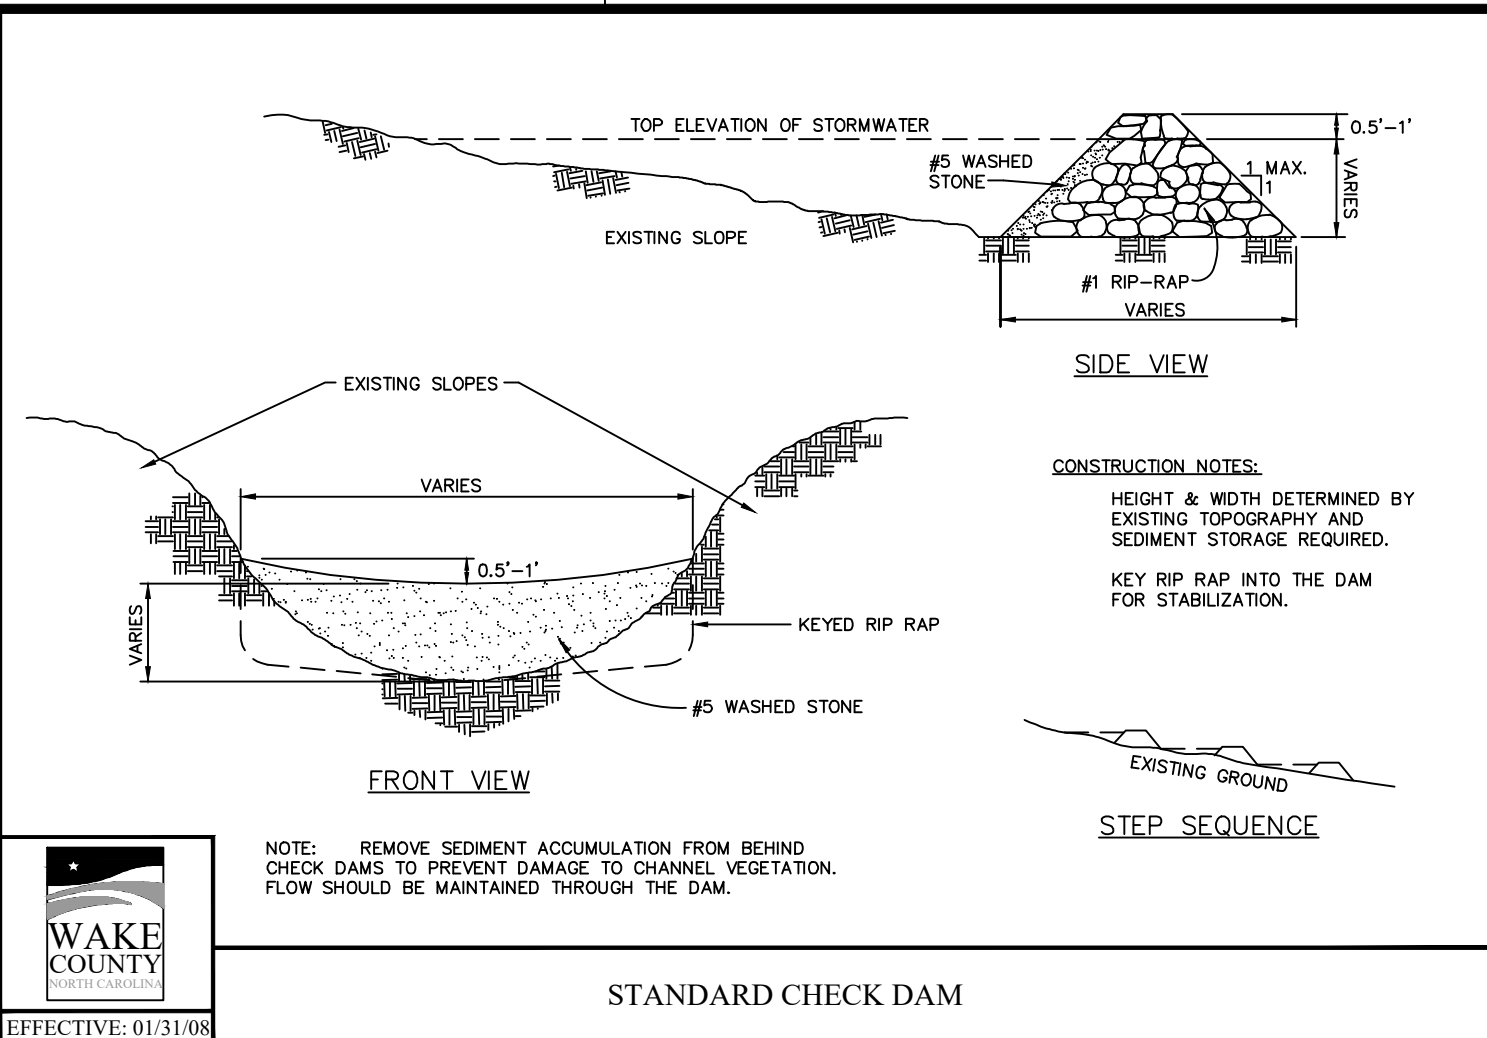 TOP ELEVATION OF STORMWATER
0.5'-1'
#5 WASHED
STONE
1 MAX.
1
VARIES
EXISTING SLOPE
#1 RIP-RAP
VARIES
SIDE VIEW
EXISTING SLOPES
VARIES
0.5'-1'
VARIES
KEYED RIP RAP
#5 WASHED STONE
FRONT VIEW
CONSTRUCTION NOTES:
HEIGHT & WIDTH DETERMINED BY
EXISTING TOPOGRAPHY AND
SEDIMENT STORAGE REQUIRED.
KEY RIP RAP INTO THE DAM
FOR STABILIZATION.
EXISTING GROUND
STEP SEQUENCE
NOTE: REMOVE SEDIMENT ACCUMULATION FROM BEHIND
CHECK DAMS TO PREVENT DAMAGE TO CHANNEL VEGETATION.
FLOW SHOULD BE MAINTAINED THROUGH THE DAM.
WAKE
COUNTY
NORTH CAROLINA
EFFECTIVE: 01/31/08
STANDARD CHECK DAM